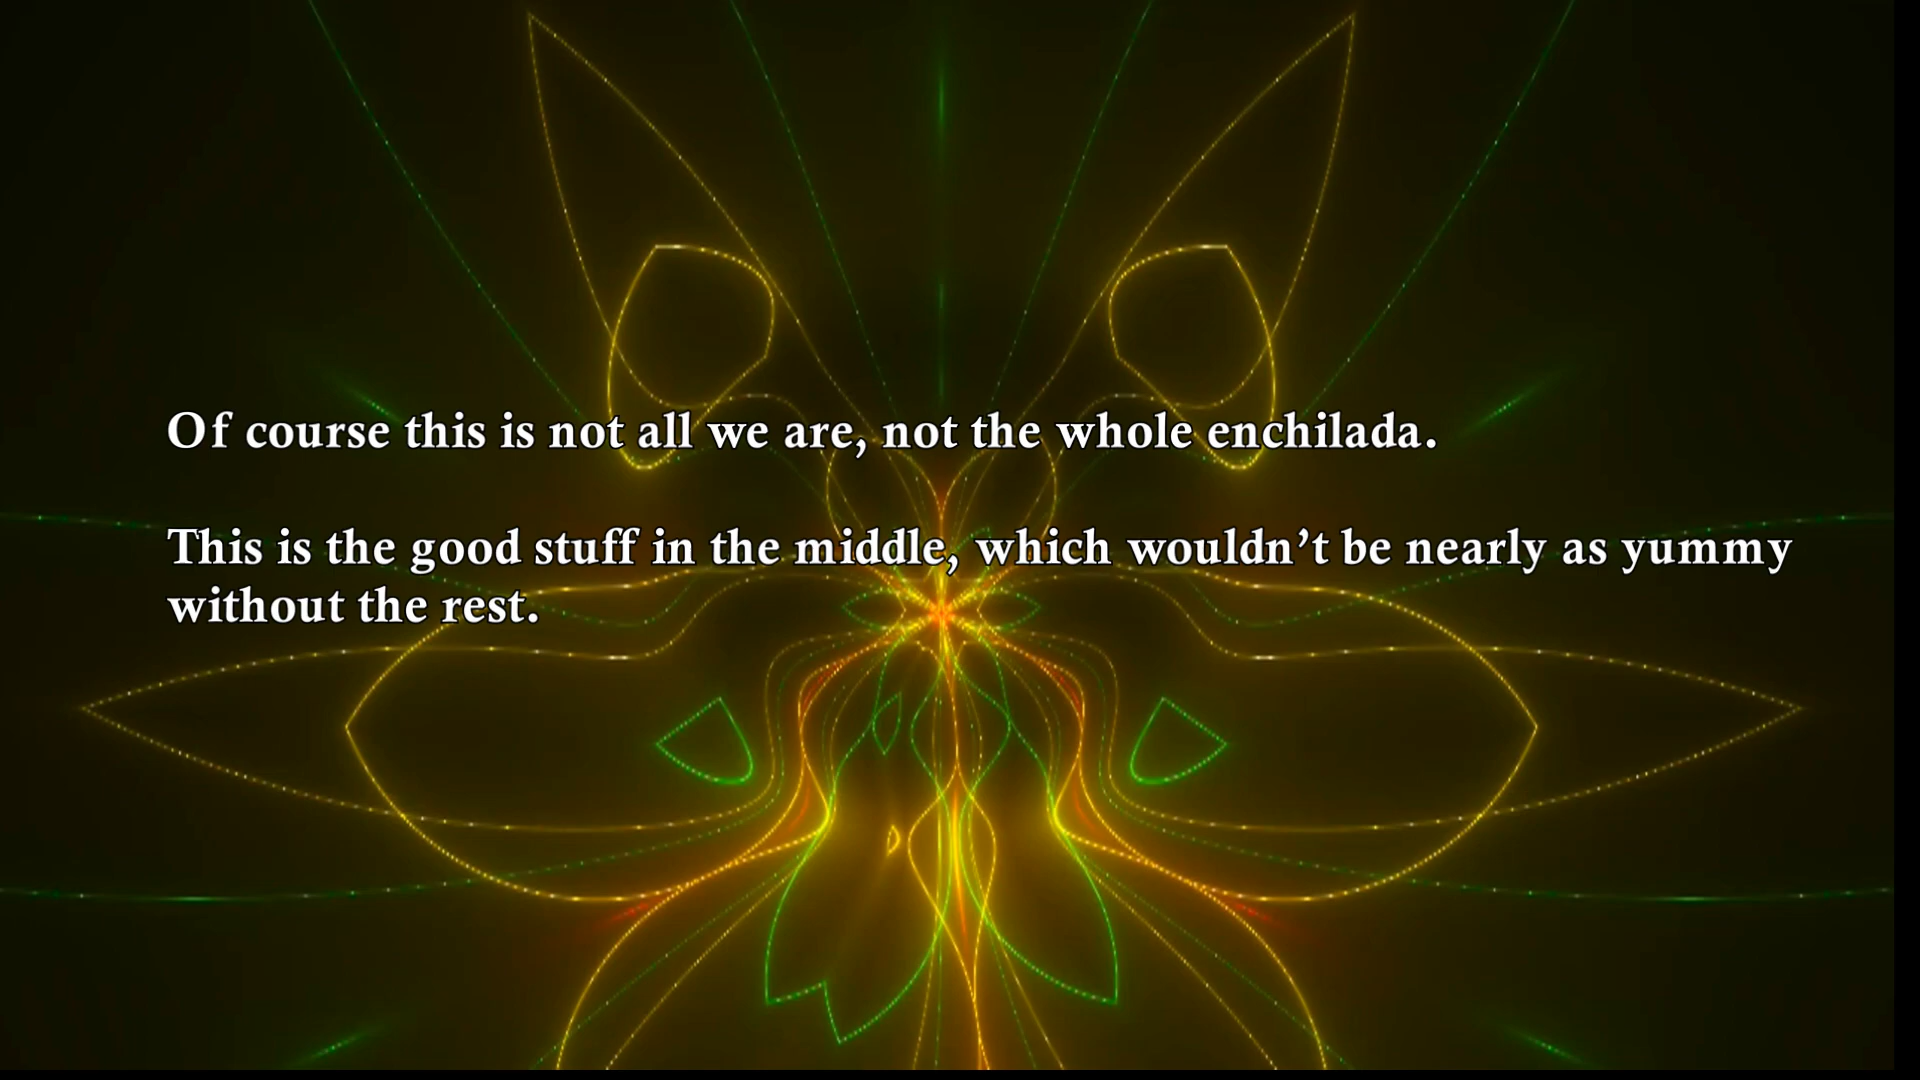 Of course this is not all we are, not the whole enchilada.
This is the good stuff in the middle, which wouldn’t be nearly as yummy
without the rest.